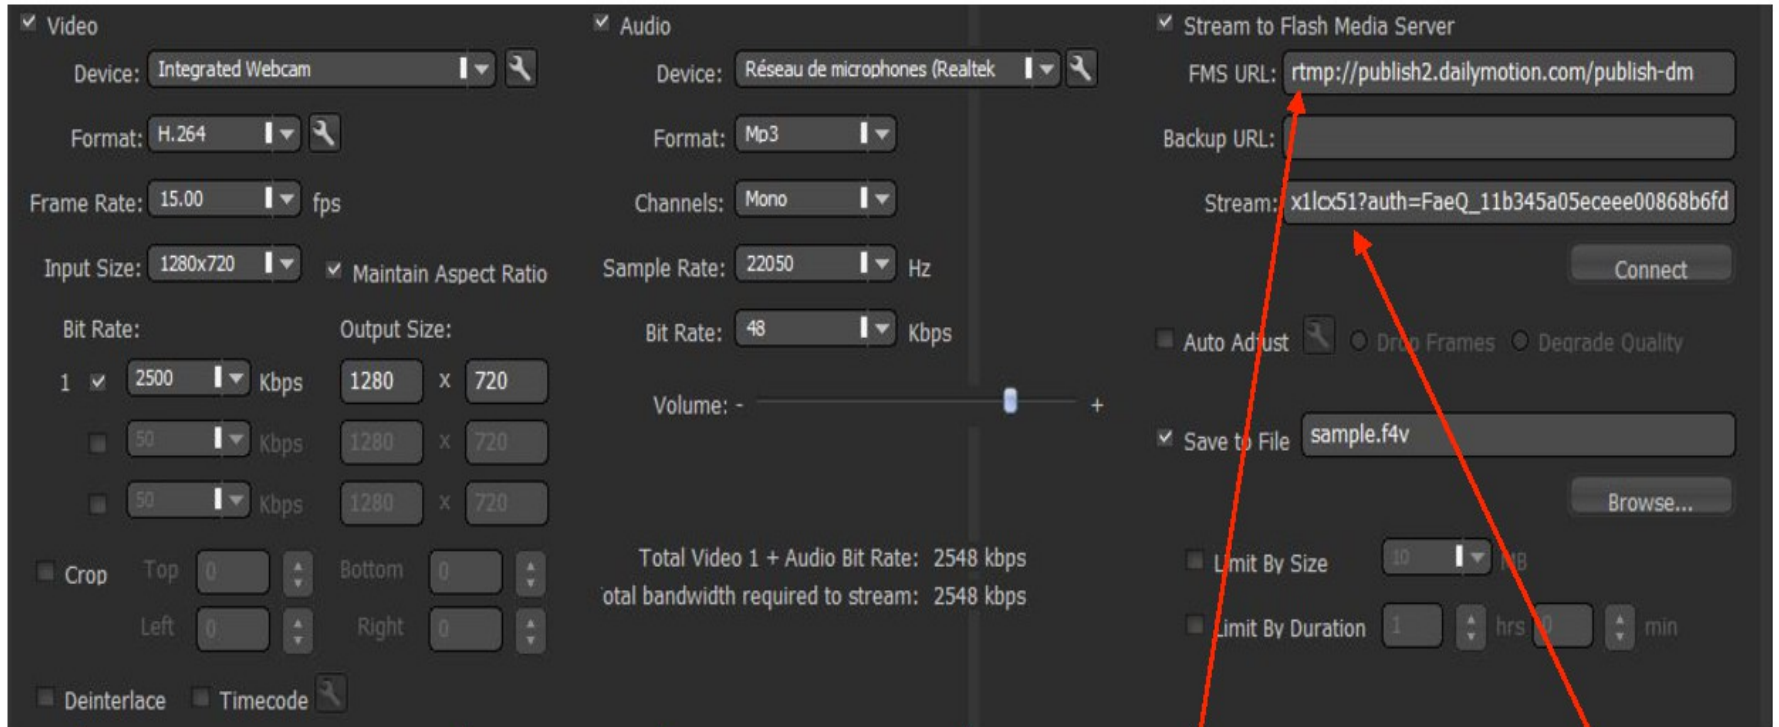 Video
Device: Integrated Webcam
Format: H.264
Frame Rate: 15.00 fps
Input Size: 1280x720 Maintain Aspect Ratio
Bit Rate: Output Size:
1 2500 Kbps 1280 x 720
50 Kbps 1280 x 720
50 Kbps 1280 x 720
Crop Top 0 Bottom 0
Left 0 Right 0
Deinterlace Timecode
Audio
Device: Réseau de microphones (Realtek
Format: Mp3
Channels: Mono
Sample Rate: 22050 Hz
Bit Rate: 48 Kbps
Volume: - +
Total Video 1 + Audio Bit Rate: 2548 kbps
otal bandwidth required to stream: 2548 kbps
Stream to Flash Media Server
FMS URL: rtmp://publish2.dailymotion.com/publish-dm
Backup URL:
Stream: x1lcx51?auth=FaeQ_11b345a05eceee00868b6fd
Connect
Auto Adjust Drop Frames Degrade Quality
Save to File sample.f4v
Browse...
Limit By Size 10 MB
Limit By Duration 1 hrs 0 min